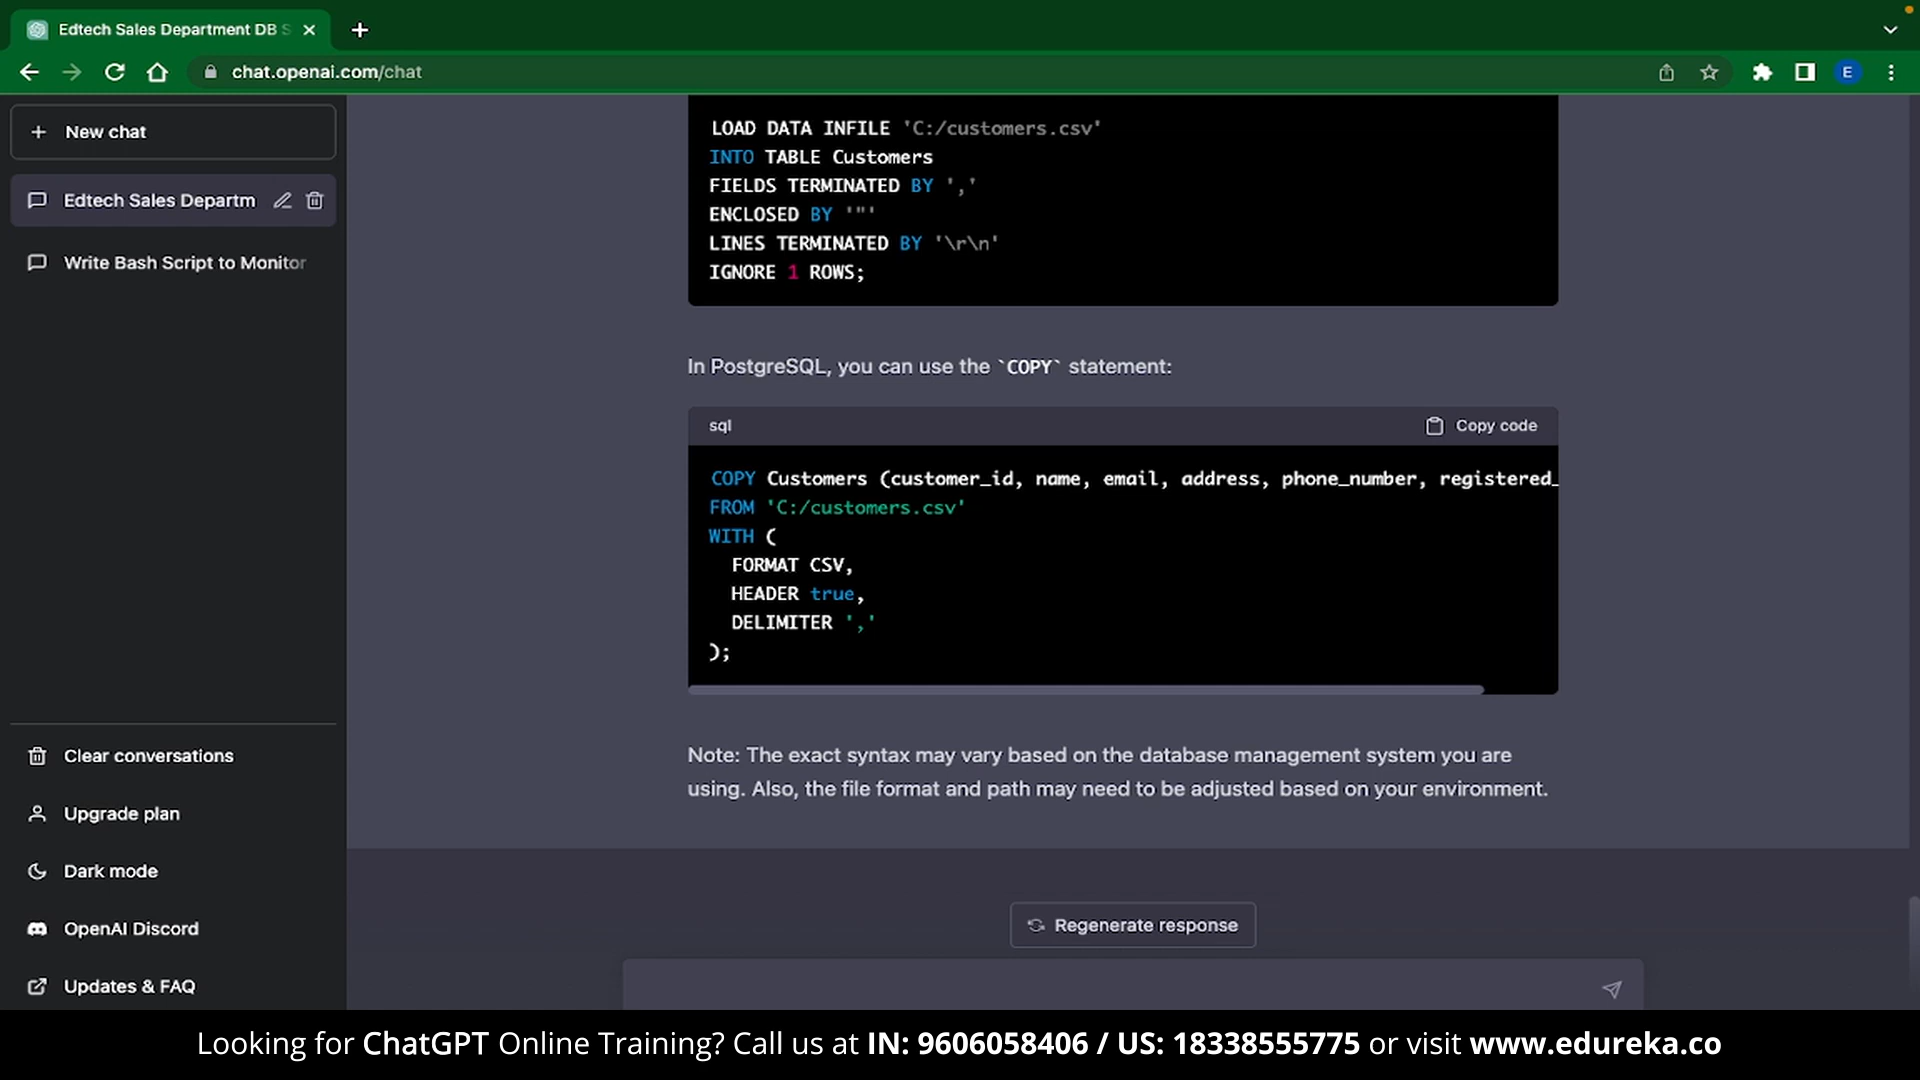 Edtech Sales Department DB S
chat.openai.com/chat
E
New chat
Edtech Sales Departm
Write Bash Script to Monitor
LOAD DATA INFILE 'C:/customers.csv'
INTO TABLE Customers
FIELDS TERMINATED BY ','
ENCLOSED BY '"'
LINES TERMINATED BY '\r\n'
IGNORE 1 ROWS;
In PostgreSQL, you can use the `COPY` statement:
sql
Copy code
COPY Customers (customer_id, name, email, address, phone_number, registered_
FROM 'C:/customers.csv'
WITH (
FORMAT CSV,
HEADER true,
DELIMITER ','
);
Note: The exact syntax may vary based on the database management system you are
using. Also, the file format and path may need to be adjusted based on your environment.
Clear conversations
Upgrade plan
Dark mode
OpenAI Discord
Updates & FAQ
Regenerate response
Looking for ChatGPT Online Training? Call us at IN: 9606058406 / US: 18338555775 or visit www.edureka.co